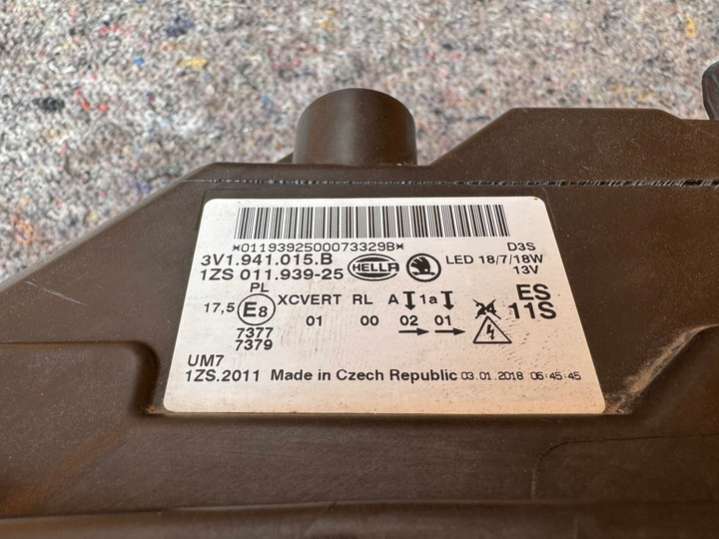 *0119392500073329B*
3V1.941.015.B
1ZS 011.939-25
HELLA
D3S
LED 18/7/18W
13V
PL
17,5 E8
XCVERT RL A 1a
01 00 02 01
7377
7379
24
ES
11S
UM7
1ZS.2011 Made in Czech Republic 03.01.2018 06:45:45